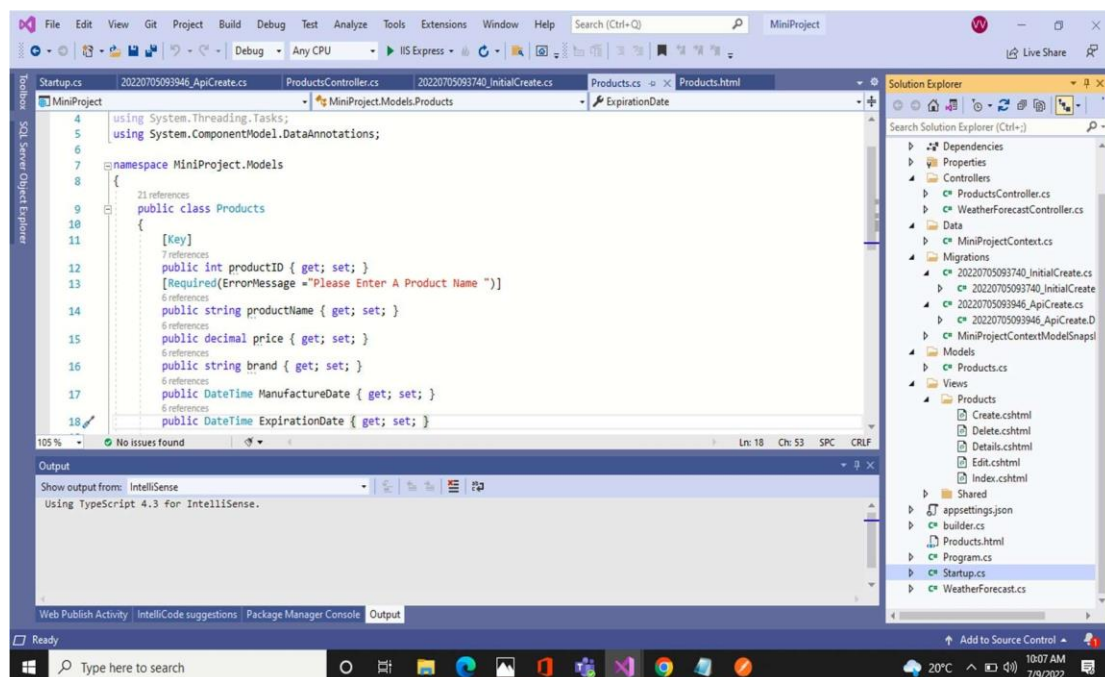 File Edit View Git Project Build Debug Test Analyze Tools Extensions Window Help Search (Ctrl+Q) MiniProject VV
Debug Any CPU IIS Express Live Share
Toolbox
SQL Server Object Explorer
Startup.cs 20220705093946_ApiCreate.cs ProductsController.cs 20220705093740_InitialCreate.cs Products.cs Products.html
MiniProject MiniProject.Models.Products ExpirationDate
4 using System.Threading.Tasks;
5 using System.ComponentModel.DataAnnotations;
6
7 namespace MiniProject.Models
8 {
21 references
9 public class Products
10 {
11 [Key]
7 references
12 public int productID { get; set; }
13 [Required(ErrorMessage ="Please Enter A Product Name ")]
6 references
14 public string productName { get; set; }
6 references
15 public decimal price { get; set; }
6 references
16 public string brand { get; set; }
6 references
17 public DateTime ManufactureDate { get; set; }
6 references
18 public DateTime ExpirationDate { get; set; }
105 % No issues found Ln: 18 Ch: 53 SPC CRLF
Output
Show output from: IntelliSense
Using TypeScript 4.3 for IntelliSense.
Web Publish Activity IntelliCode suggestions Package Manager Console Output
Solution Explorer
Search Solution Explorer (Ctrl+;)
Dependencies
Properties
Controllers
C# ProductsController.cs
C# WeatherForecastController.cs
Data
C# MiniProjectContext.cs
Migrations
C# 20220705093740_InitialCreate.cs
C# 20220705093740_InitialCreate
C# 20220705093946_ApiCreate.cs
C# 20220705093946_ApiCreate.D
C# MiniProjectContextModelSnapsl
Models
C# Products.cs
Views
Products
Create.cshtml
Delete.cshtml
Details.cshtml
Edit.cshtml
Index.cshtml
Shared
appsettings.json
C# builder.cs
Products.html
C# Program.cs
C# Startup.cs
C# WeatherForecast.cs
Ready Add to Source Control 1
Type here to search 20°C 10:07 AM
7/9/2022